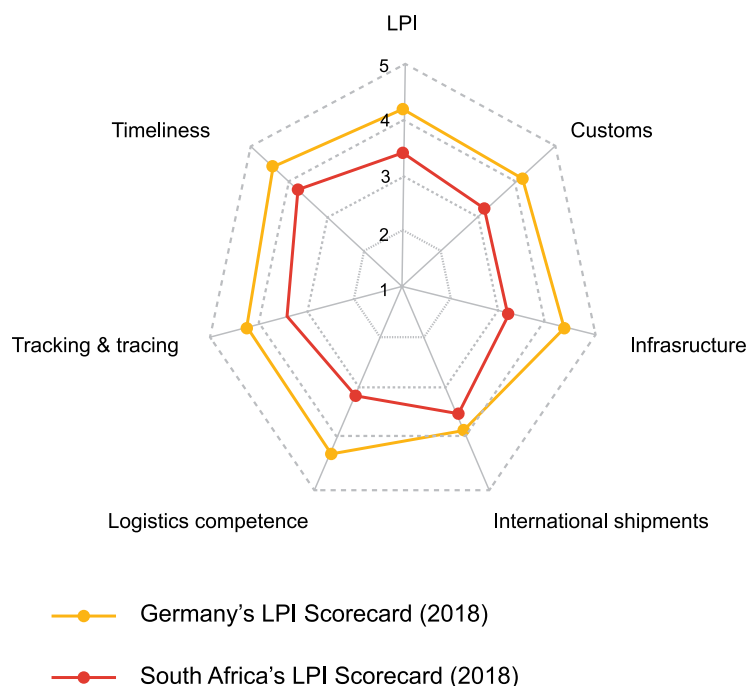 LPI
5
Timeliness
Customs
4
3
2
1
Tracking & tracing
Infrasructure
Logistics competence
International shipments
Germany’s LPI Scorecard (2018)
South Africa’s LPI Scorecard (2018)